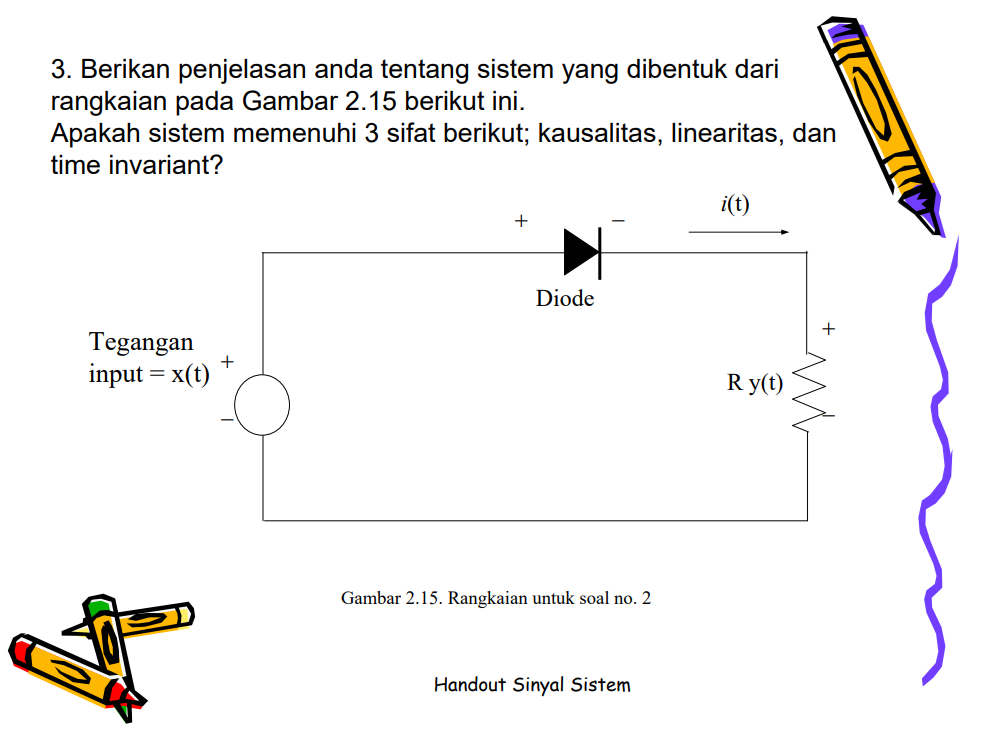 3. Berikan penjelasan anda tentang sistem yang dibentuk dari
rangkaian pada Gambar 2.15 berikut ini.
Apakah sistem memenuhi 3 sifat berikut; kausalitas, linearitas, dan
time invariant?
i(t)
+ −
Diode
Tegangan
input = x(t)
+
−
+
R y(t)
−
Gambar 2.15. Rangkaian untuk soal no. 2
Handout Sinyal Sistem